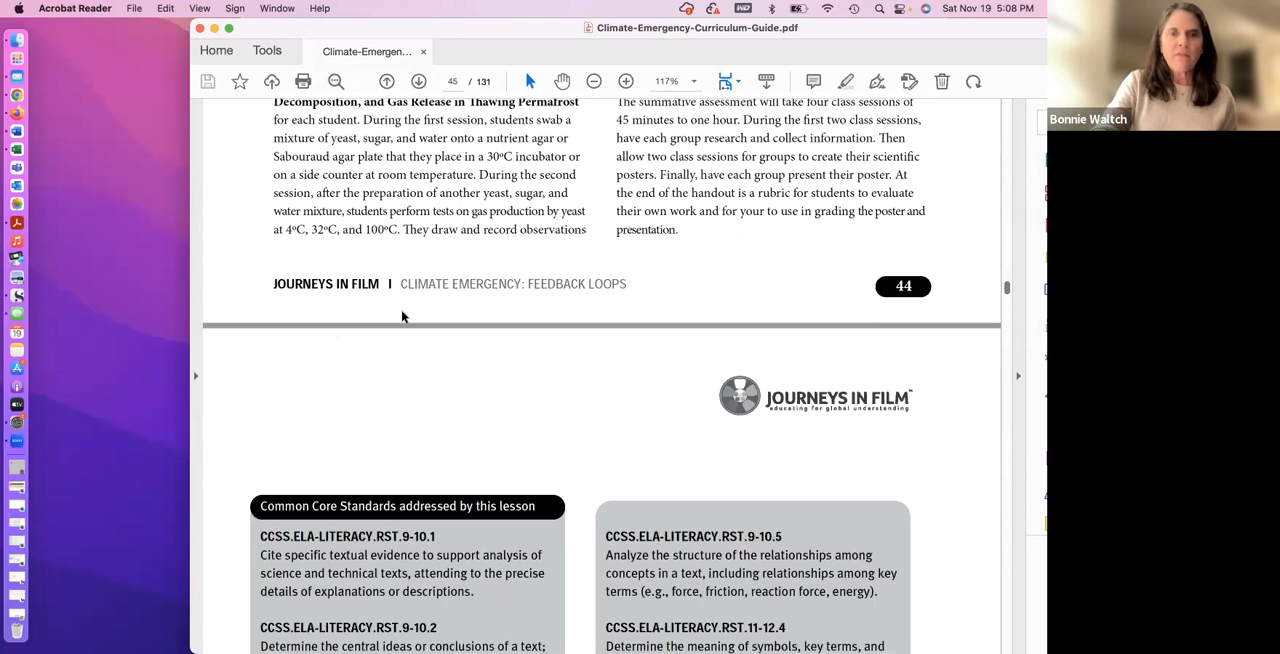 Acrobat Reader File Edit View Sign Window Help Sat Nov 19 5:08 PM
Climate-Emergency-Curriculum-Guide.pdf
Home Tools Climate-Emergen... ×
45 / 131 117%
Bonnie Waltch
Decomposition, and Gas Release in Thawing Permafrost
for each student. During the first session, students swab a
mixture of yeast, sugar, and water onto a nutrient agar or
Sabouraud agar plate that they place in a 30ºC incubator or
on a side counter at room temperature. During the second
session, after the preparation of another yeast, sugar, and
water mixture, students perform tests on gas production by yeast
at 4ºC, 32ºC, and 100ºC. They draw and record observations
The summative assessment will take four class sessions of
45 minutes to one hour. During the first two class sessions,
have each group research and collect information. Then
allow two class sessions for groups to create their scientific
posters. Finally, have each group present their poster. At
the end of the handout is a rubric for students to evaluate
their own work and for your to use in grading the poster and
presentation.
JOURNEYS IN FILM | CLIMATE EMERGENCY: FEEDBACK LOOPS
44
JOURNEYS IN FILM™
educating for global understanding
Common Core Standards addressed by this lesson
CCSS.ELA-LITERACY.RST.9-10.1
Cite specific textual evidence to support analysis of
science and technical texts, attending to the precise
details of explanations or descriptions.
CCSS.ELA-LITERACY.RST.9-10.2
Determine the central ideas or conclusions of a text;
CCSS.ELA-LITERACY.RST.9-10.5
Analyze the structure of the relationships among
concepts in a text, including relationships among key
terms (e.g., force, friction, reaction force, energy).
CCSS.ELA-LITERACY.RST.11-12.4
Determine the meaning of symbols, key terms, and